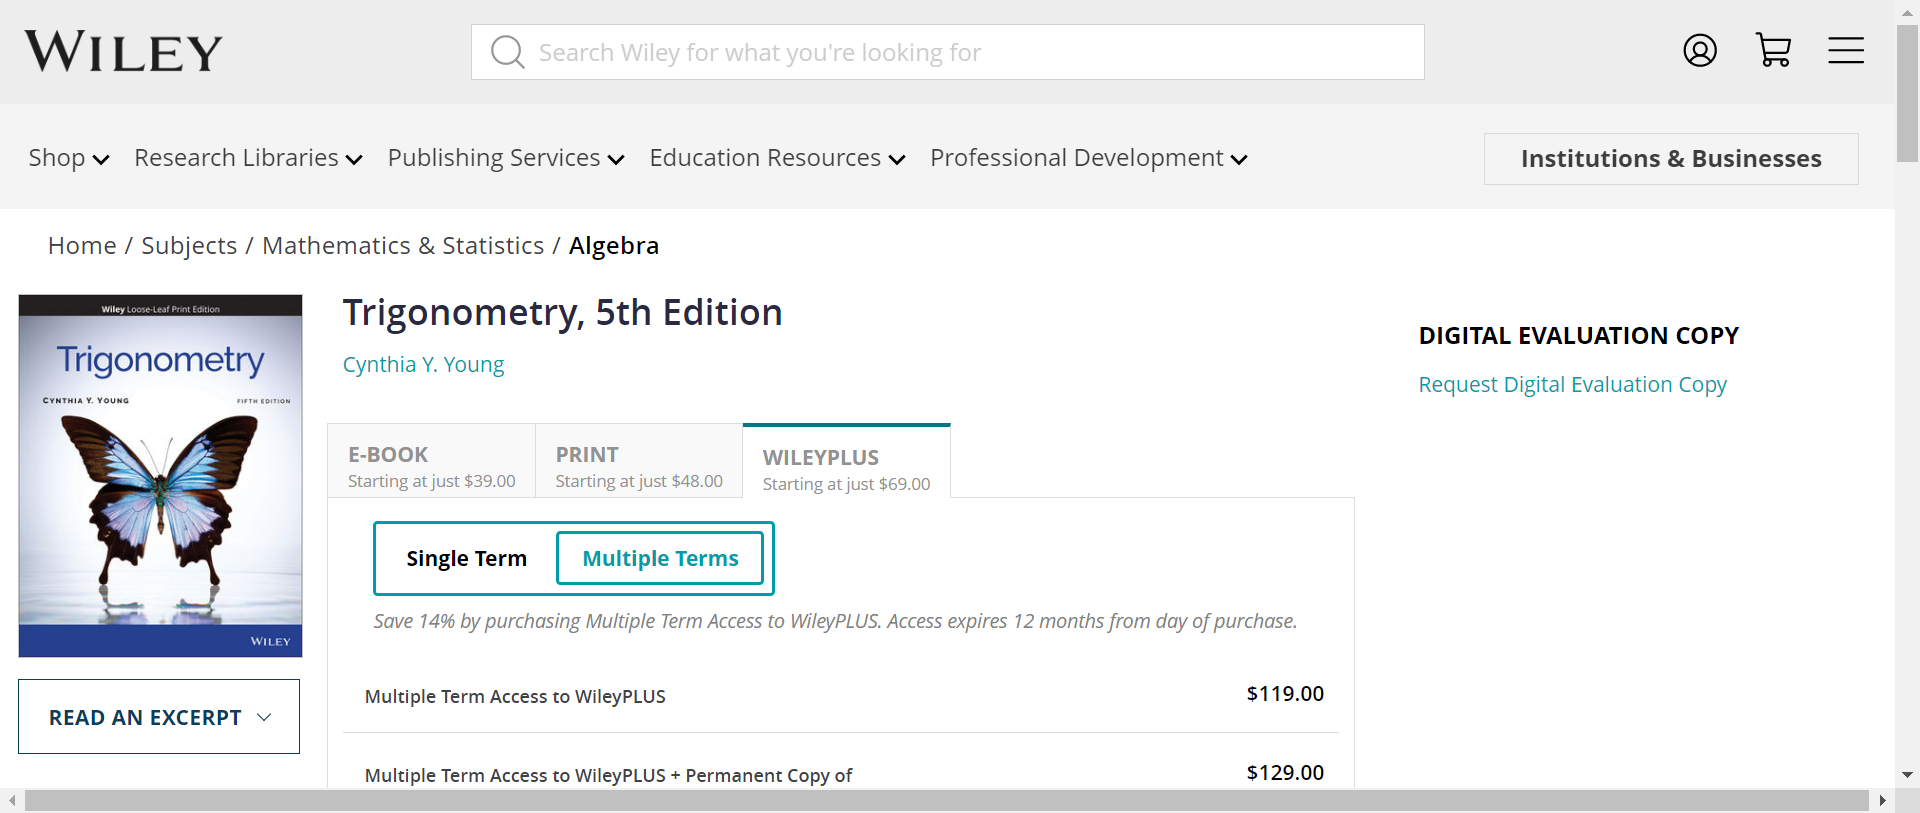 WILEY
Search Wiley for what you're looking for
Shop Research Libraries Publishing Services Education Resources Professional Development
Institutions & Businesses
Home / Subjects / Mathematics & Statistics / Algebra
Wiley Loose-Leaf Print Edition
Trigonometry
CYNTHIA Y. YOUNG
FIFTH EDITION
WILEY
READ AN EXCERPT
Trigonometry, 5th Edition
Cynthia Y. Young
E-BOOK
Starting at just $39.00
PRINT
Starting at just $48.00
WILEYPLUS
Starting at just $69.00
Single Term
Multiple Terms
Save 14% by purchasing Multiple Term Access to WileyPLUS. Access expires 12 months from day of purchase.
Multiple Term Access to WileyPLUS $119.00
Multiple Term Access to WileyPLUS + Permanent Copy of $129.00
DIGITAL EVALUATION COPY
Request Digital Evaluation Copy